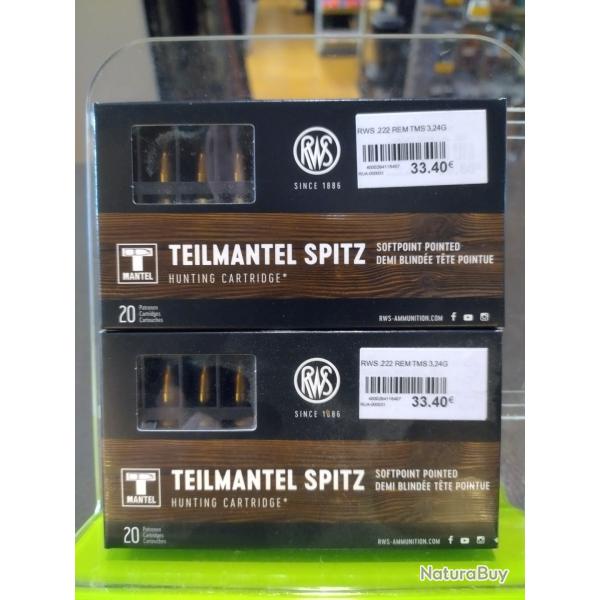 RWS .222 REM TMS 3,24G
33.40€
RWS
SINCE 1886
T
MANTEL
TEILMANTEL SPITZ
HUNTING CARTRIDGE*
SOFTPOINT POINTED
DEMI BLINDÉE TÊTE POINTUE
20 Patronen
Cartridges
Cartouches
RWS-AMMUNITION.COM
RWS .222 REM TMS 3,24G
33.40€
RWS
SINCE 1886
T
MANTEL
TEILMANTEL SPITZ
HUNTING CARTRIDGE*
SOFTPOINT POINTED
DEMI BLINDÉE TÊTE POINTUE
20 Patronen
Cartridges
Cartouches
RWS-AMMUNITION.COM
NaturaBuy